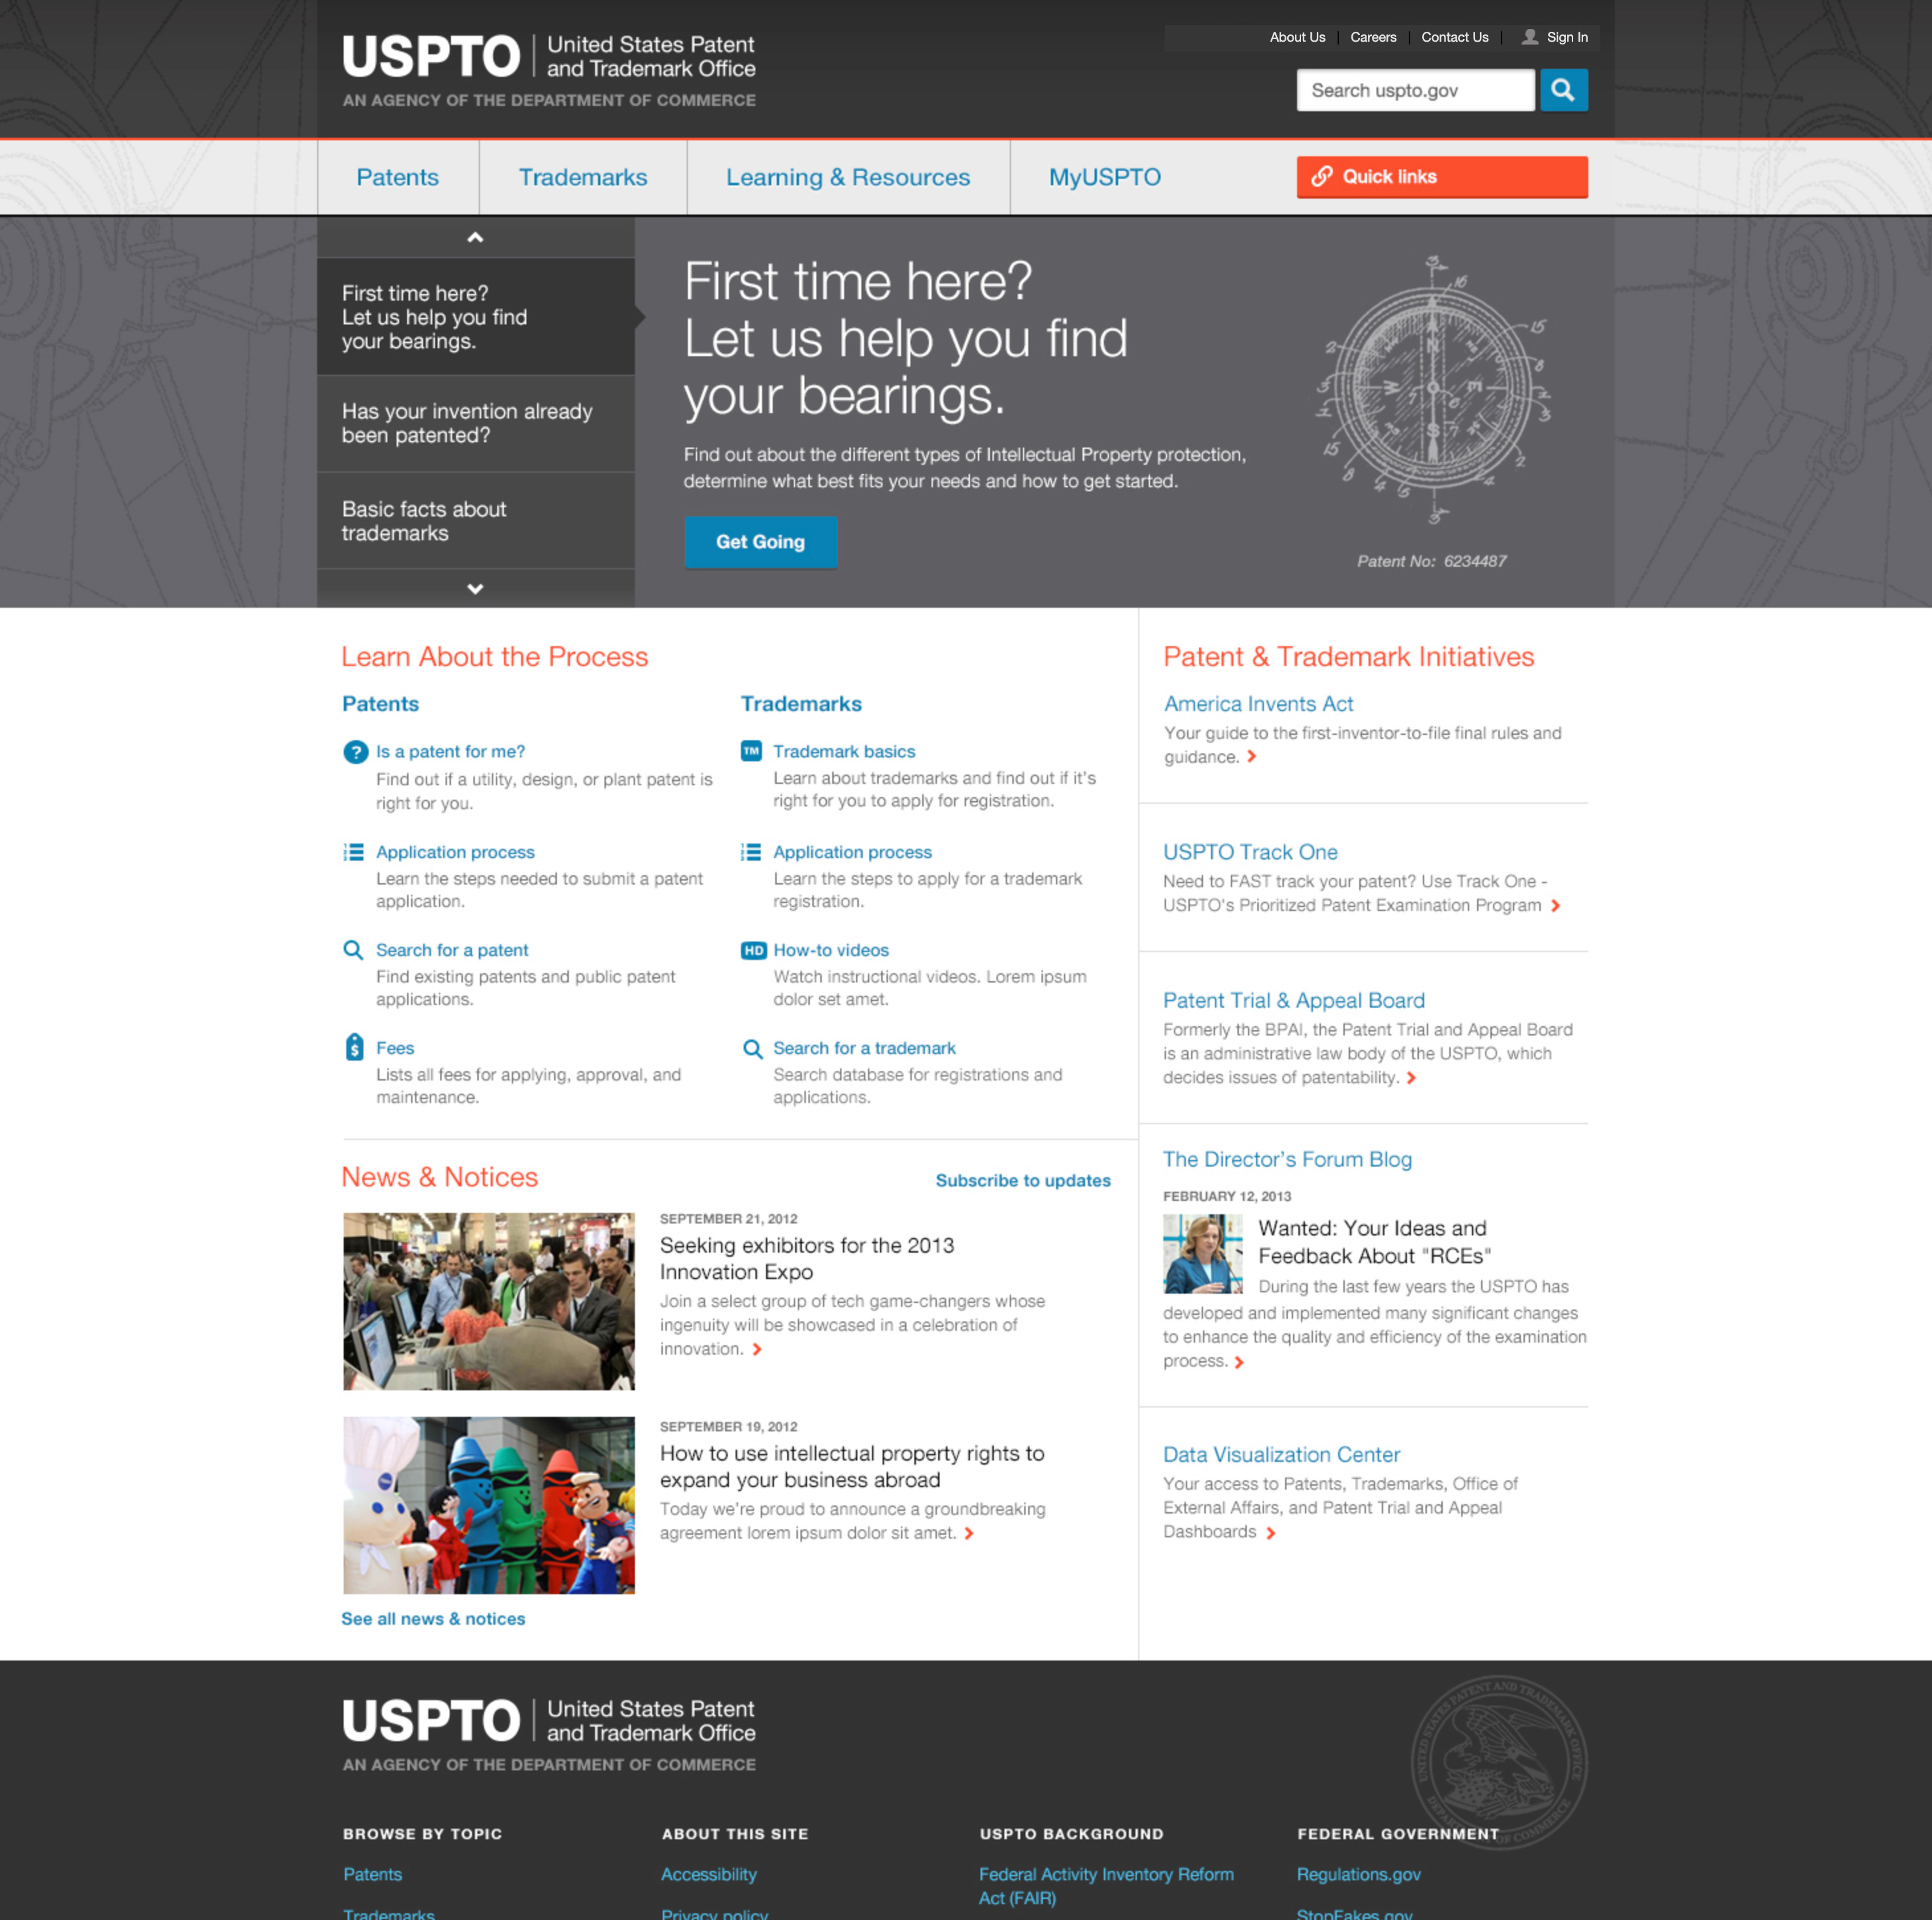 USPTO
United States Patent
and Trademark Office
AN AGENCY OF THE DEPARTMENT OF COMMERCE
About Us
Careers
Contact Us
Sign In
Search uspto.gov
Patents
Trademarks
Learning & Resources
MyUSPTO
Quick links
First time here?
Let us help you find
your bearings.
Has your invention already
been patented?
Basic facts about
trademarks
First time here?
Let us help you find
your bearings.
Find out about the different types of Intellectual Property protection,
determine what best fits your needs and how to get started.
Get Going
Patent No: 6234487
Learn About the Process
Patents
? Is a patent for me?
Find out if a utility, design, or plant patent is
right for you.
Application process
Learn the steps needed to submit a patent
application.
Search for a patent
Find existing patents and public patent
applications.
$ Fees
Lists all fees for applying, approval, and
maintenance.
Trademarks
TM Trademark basics
Learn about trademarks and find out if it's
right for you to apply for registration.
Application process
Learn the steps to apply for a trademark
registration.
HD How-to videos
Watch instructional videos. Lorem ipsum
dolor set amet.
Search for a trademark
Search database for registrations and
applications.
News & Notices
Subscribe to updates
SEPTEMBER 21, 2012
Seeking exhibitors for the 2013
Innovation Expo
Join a select group of tech game-changers whose
ingenuity will be showcased in a celebration of
innovation.
SEPTEMBER 19, 2012
How to use intellectual property rights to
expand your business abroad
Today we're proud to announce a groundbreaking
agreement lorem ipsum dolor sit amet.
See all news & notices
Patent & Trademark Initiatives
America Invents Act
Your guide to the first-inventor-to-file final rules and
guidance.
USPTO Track One
Need to FAST track your patent? Use Track One -
USPTO's Prioritized Patent Examination Program
Patent Trial & Appeal Board
Formerly the BPAI, the Patent Trial and Appeal Board
is an administrative law body of the USPTO, which
decides issues of patentability.
The Director's Forum Blog
FEBRUARY 12, 2013
Wanted: Your Ideas and
Feedback About "RCEs"
During the last few years the USPTO has
developed and implemented many significant changes
to enhance the quality and efficiency of the examination
process.
Data Visualization Center
Your access to Patents, Trademarks, Office of
External Affairs, and Patent Trial and Appeal
Dashboards
USPTO
United States Patent
and Trademark Office
AN AGENCY OF THE DEPARTMENT OF COMMERCE
UNITED STATES PATENT AND TRADEMARK OFFICE
DEPARTMENT OF COMMERCE
BROWSE BY TOPIC
Patents
Trademarks
ABOUT THIS SITE
Accessibility
Privacy policy
USPTO BACKGROUND
Federal Activity Inventory Reform
Act (FAIR)
FEDERAL GOVERNMENT
Regulations.gov
StopFakes.gov